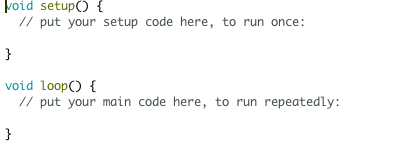 void setup() {
  // put your setup code here, to run once:

}

void loop() {
  // put your main code here, to run repeatedly:

}